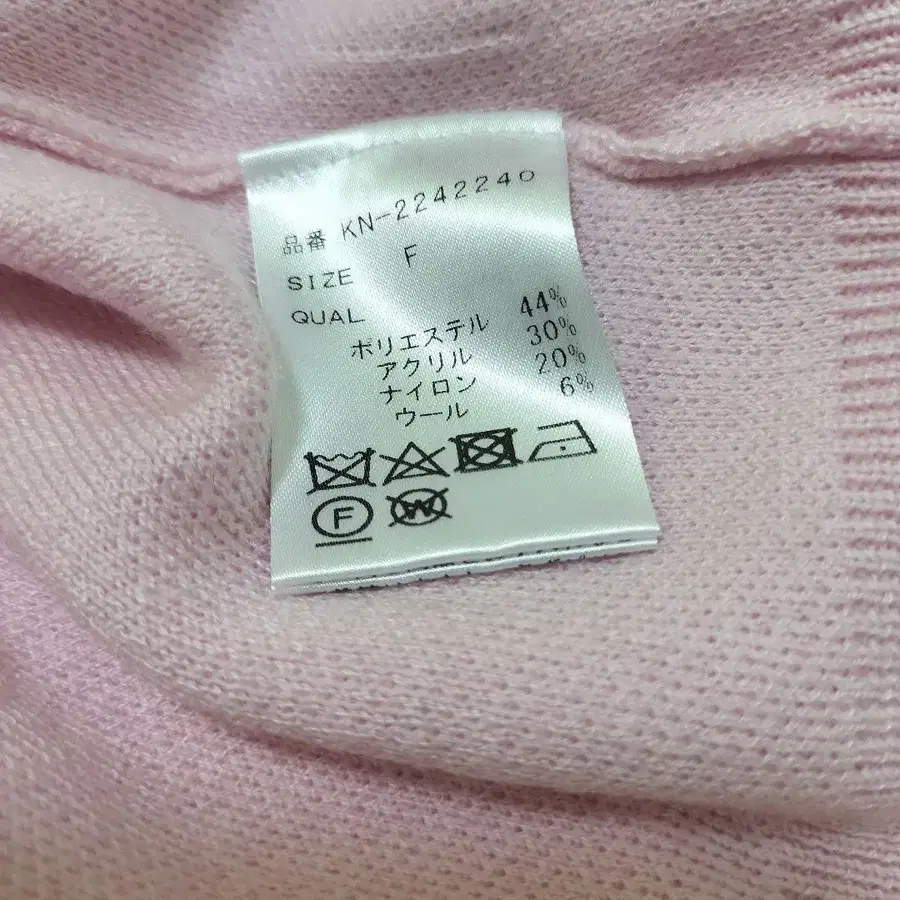 品番 KN-2242240
SIZE F
QUAL
ポリエステル 44%
アクリル 30%
ナイロン 20%
ウール 6%
F W